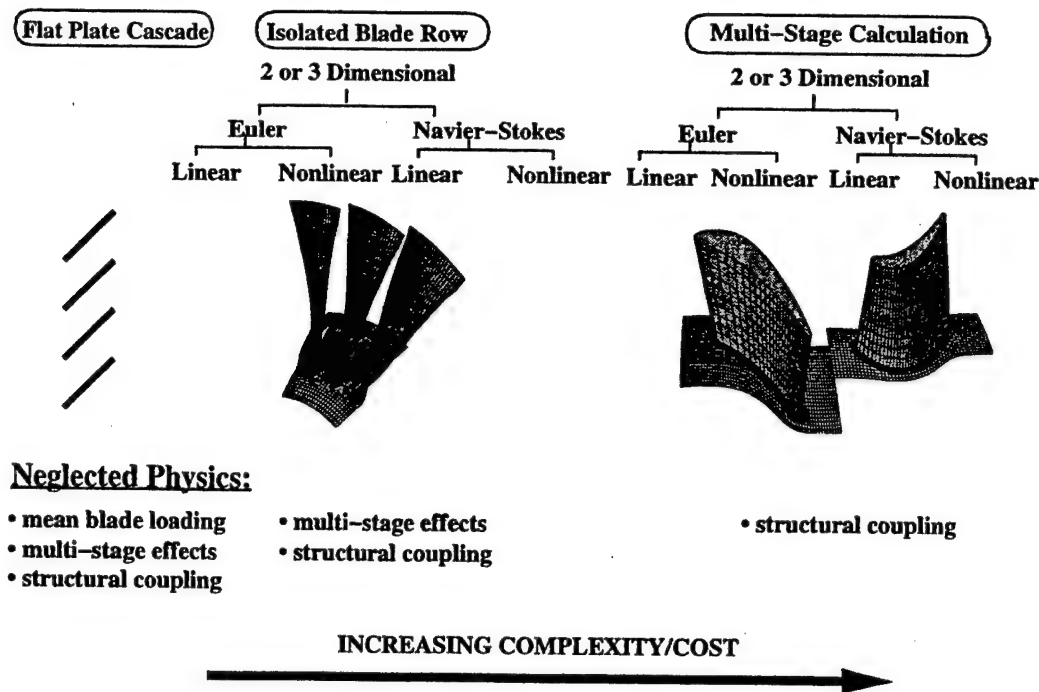 Flat Plate Cascade
Isolated Blade Row
2 or 3 Dimensional
Euler
Navier–Stokes
Linear
Nonlinear
Linear
Nonlinear
Multi–Stage Calculation
2 or 3 Dimensional
Euler
Navier–Stokes
Linear
Nonlinear
Linear
Nonlinear
Neglected Physics:
• mean blade loading
• multi–stage effects
• structural coupling
• multi–stage effects
• structural coupling
• structural coupling
INCREASING COMPLEXITY/COST